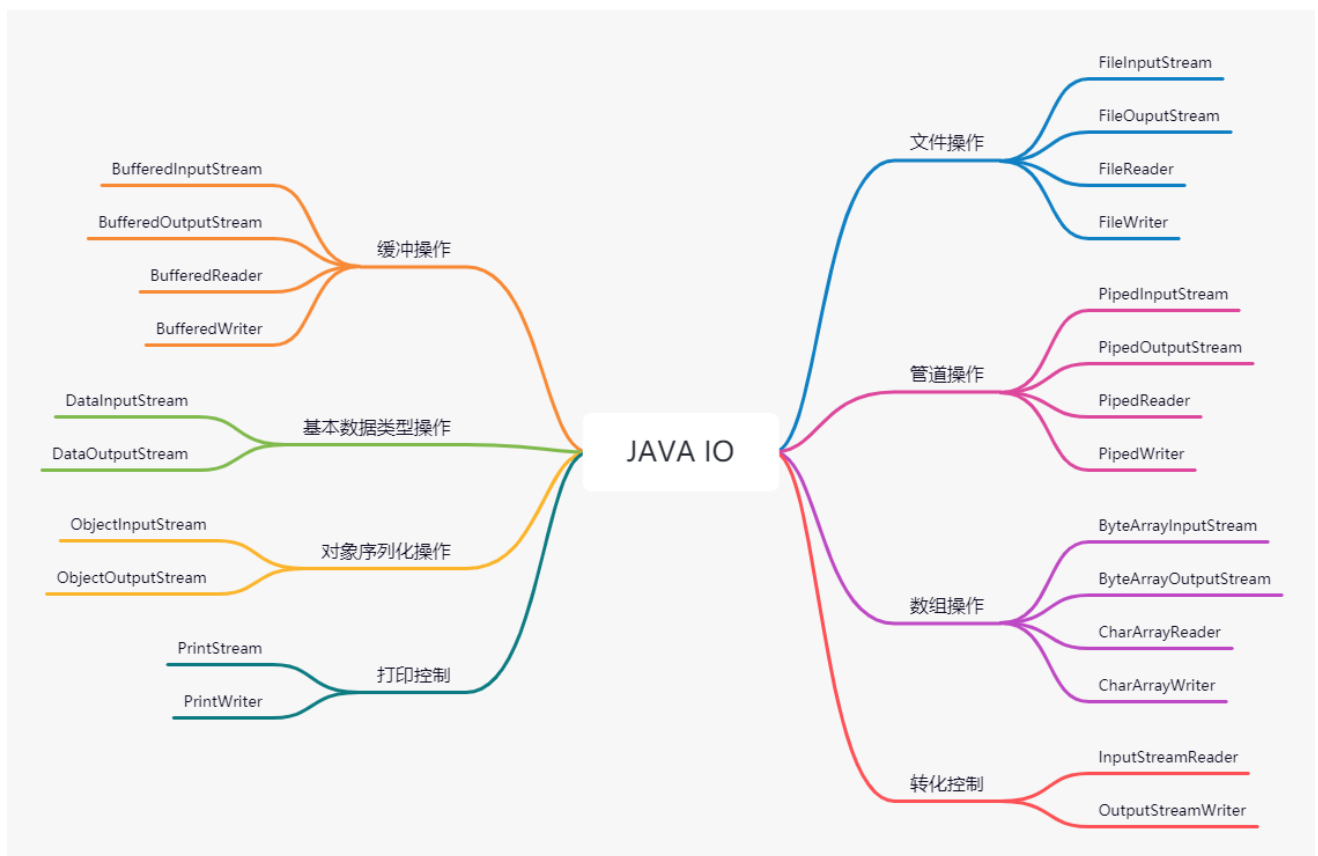 JAVA IO
文件操作
FileInputStream
FileOuputStream
FileReader
FileWriter
管道操作
PipedInputStream
PipedOutputStream
PipedReader
PipedWriter
数组操作
ByteArrayInputStream
ByteArrayOutputStream
CharArrayReader
CharArrayWriter
转化控制
InputStreamReader
OutputStreamWriter
缓冲操作
BufferedInputStream
BufferedOutputStream
BufferedReader
BufferedWriter
基本数据类型操作
DataInputStream
DataOutputStream
对象序列化操作
ObjectInputStream
ObjectOutputStream
打印控制
PrintStream
PrintWriter